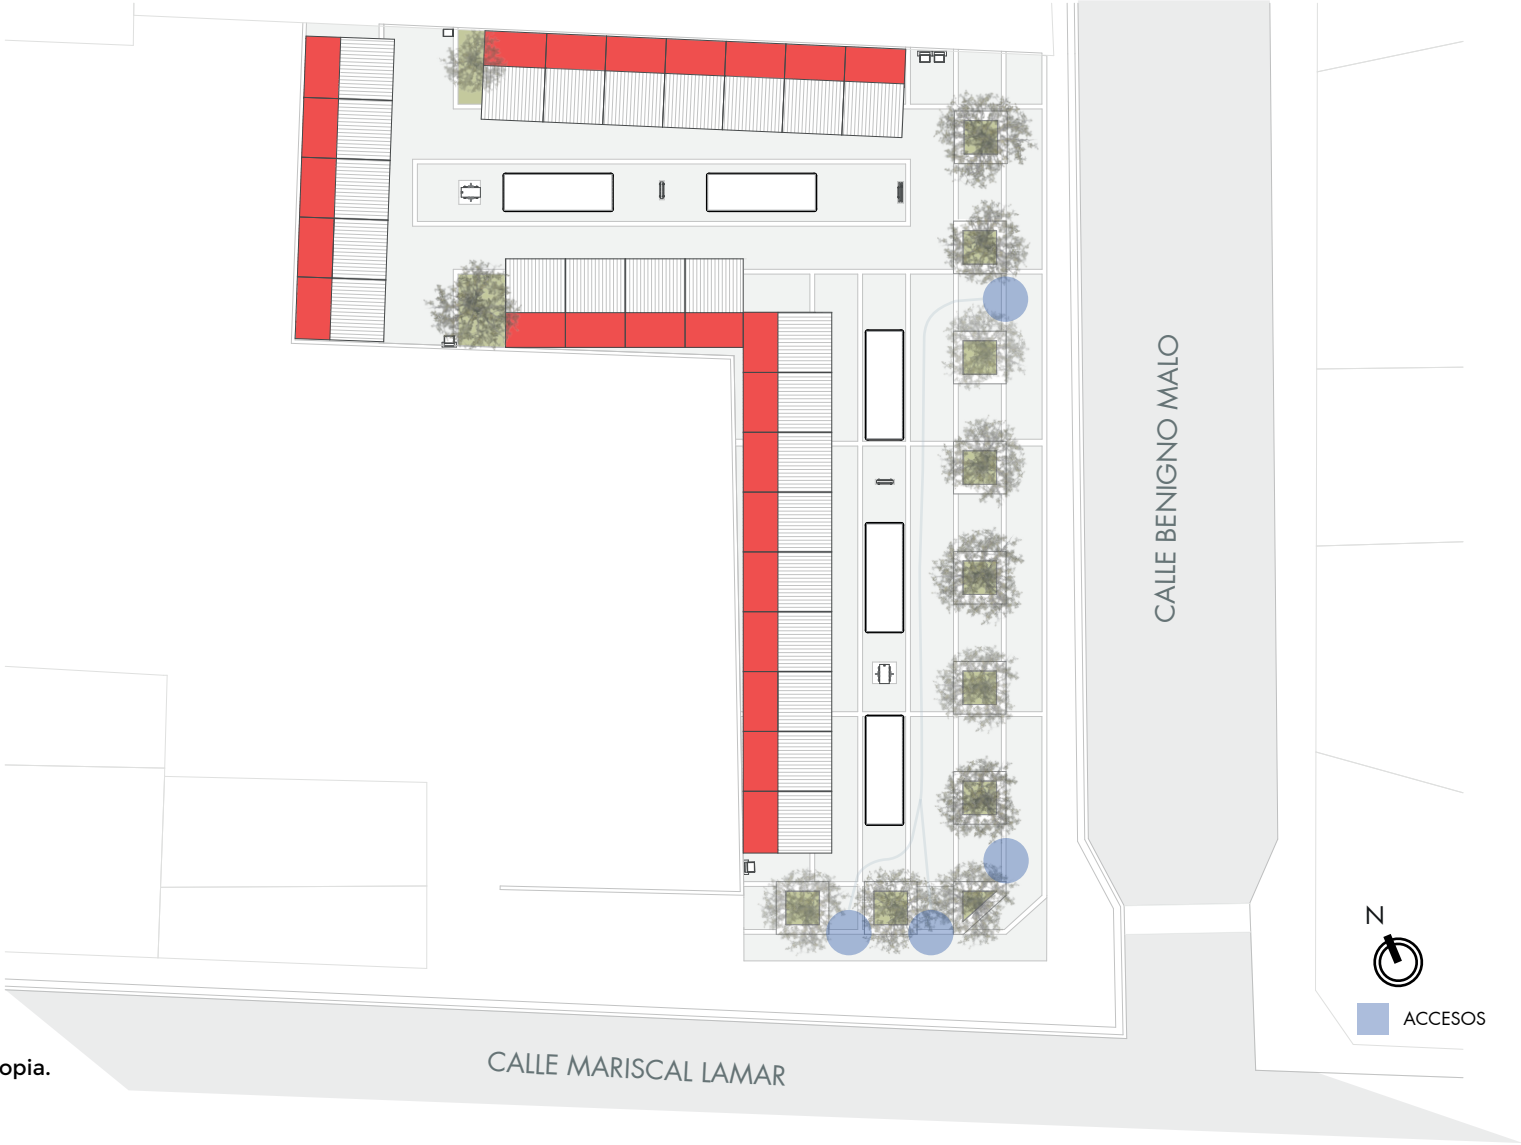 CALLE BENIGNO MALO
N
ACCESOS
CALLE MARISCAL LAMAR
opia.